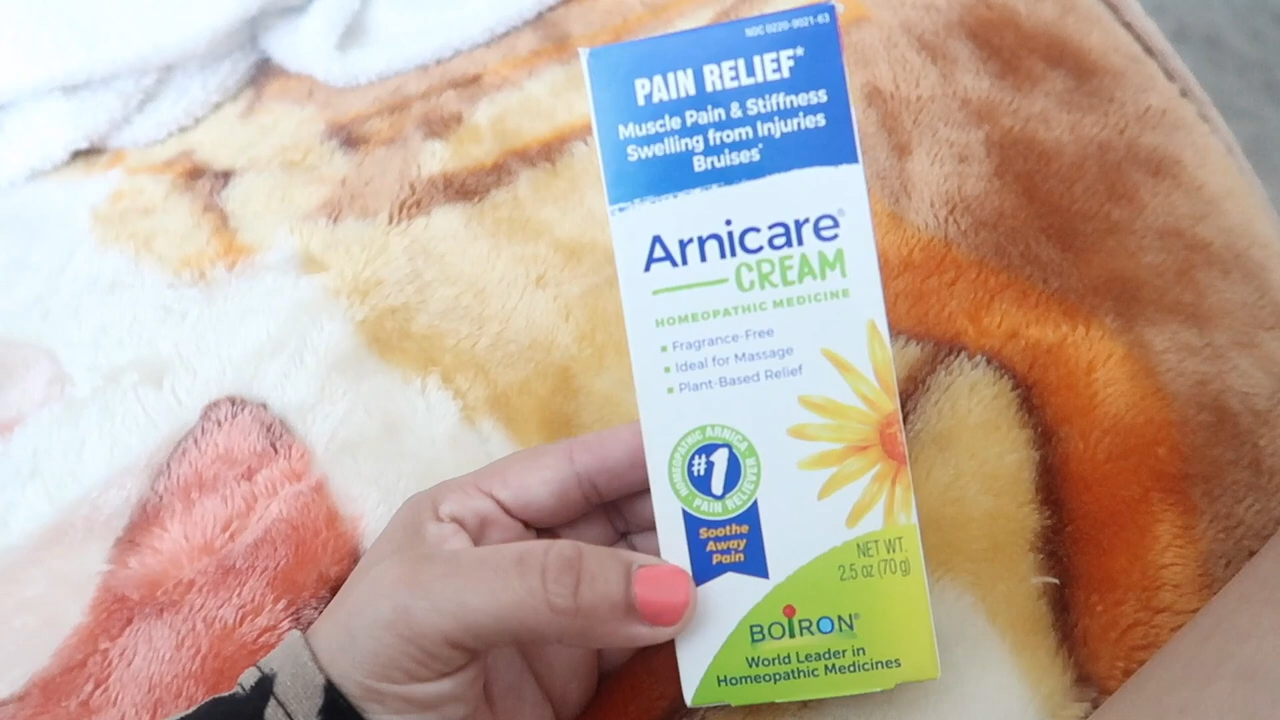 NDC 0220-9021-63
PAIN RELIEF*
Muscle Pain & Stiffness
Swelling from Injuries
Bruises*
Arnicare®
CREAM
HOMEOPATHIC MEDICINE
Fragrance-Free
Ideal for Massage
Plant-Based Relief
HOMEOPATHIC ARNICA
#1
PAIN RELIEVER
Soothe
Away
Pain
NET WT.
2.5 oz (70 g)
BOIRON®
World Leader in
Homeopathic Medicines